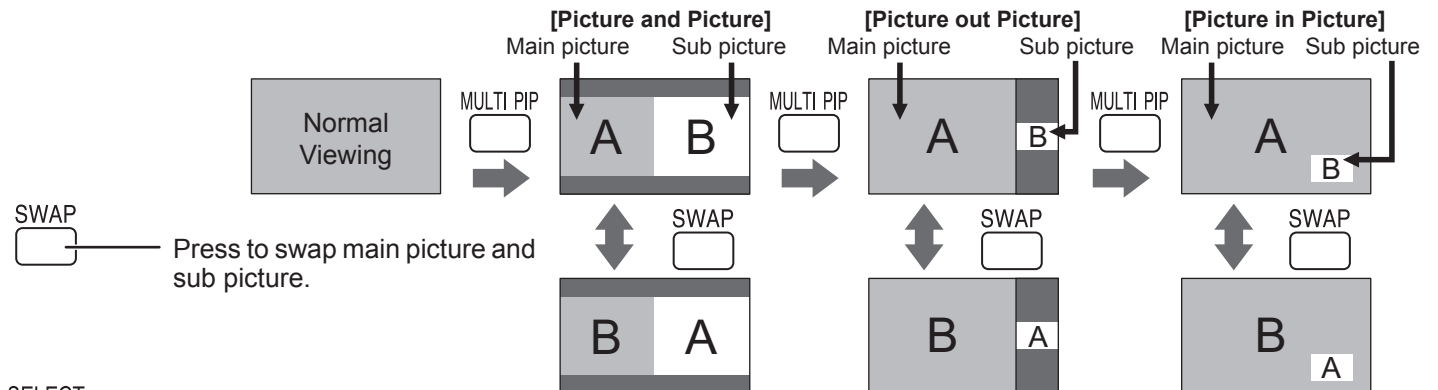 [Picture and Picture] [Picture out Picture] [Picture in Picture]
Main picture Sub picture Main picture Sub picture Main picture Sub picture
MULTI PIP MULTI PIP MULTI PIP
Normal
Viewing
A B A B A B
SWAP SWAP SWAP SWAP
Press to swap main picture and
sub picture.
B A B A B A
SELECT